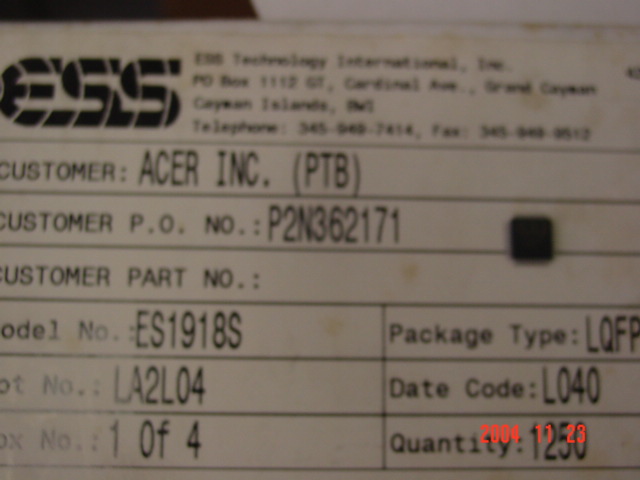 ESS
ESS Technology International, Inc.
PO Box 1112 GT, Cardinal Ave., Grand Cayman
Cayman Islands, BWI
Telephone: 345-949-7414, Fax: 345-949-9512
CUSTOMER: ACER INC. (PTB)
CUSTOMER P.O. NO.: P2N362171
CUSTOMER PART NO.:
odel No.: ES1918S Package Type: LQFP
ot No.: LA2L04 Date Code: L040
ox No.: 1 Of 4 Quantity: 1250
2004 11 23